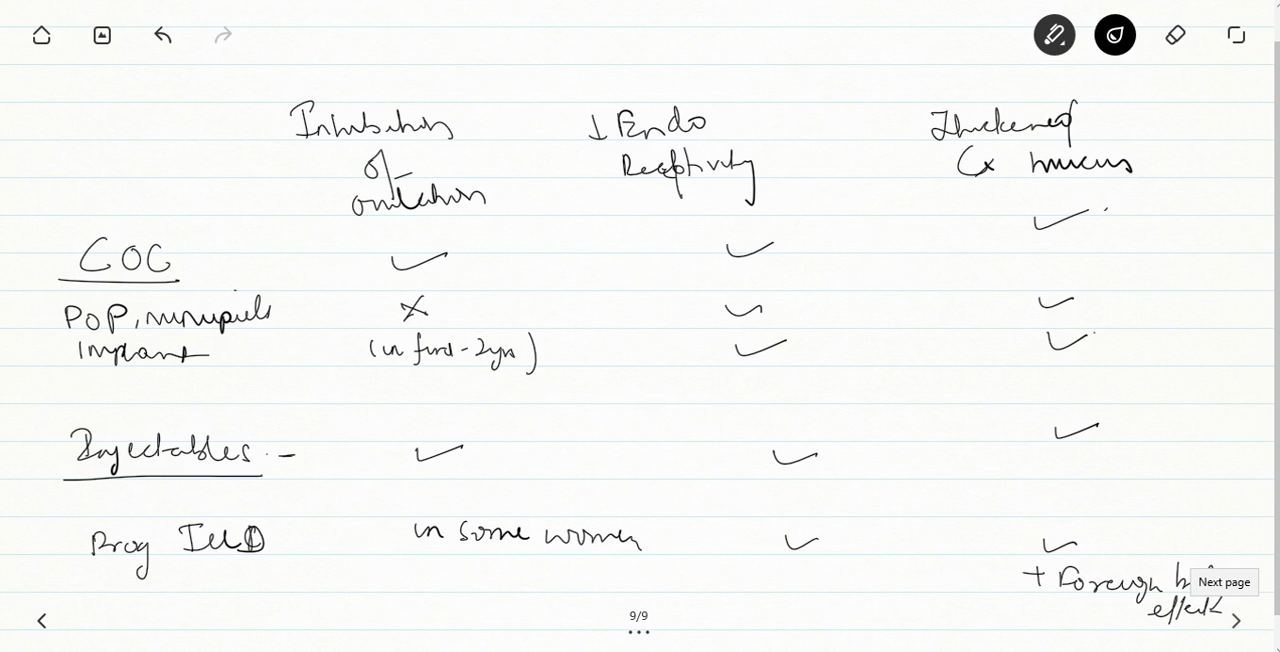 Inhibition ↓ Endo Thickened
of Receptivity Cx mucus
ovulation
COC ✓ ✓ ✓
POP, minipills ✗ ✓ ✓
Implant (in first-2yrs) ✓ ✓
Injectables - ✓ ✓ ✓
Prog IUD in some women ✓ ✓
+ Foreign
Next page
effect
9/9